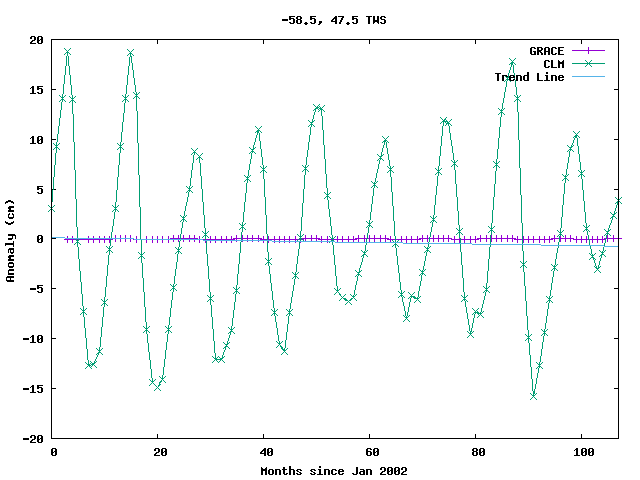 -58.5, 47.5 TWS
GRACE
CLM
Trend Line
20
15
10
5
0
-5
-10
-15
-20
Anomaly (cm)
0 20 40 60 80 100
Months since Jan 2002